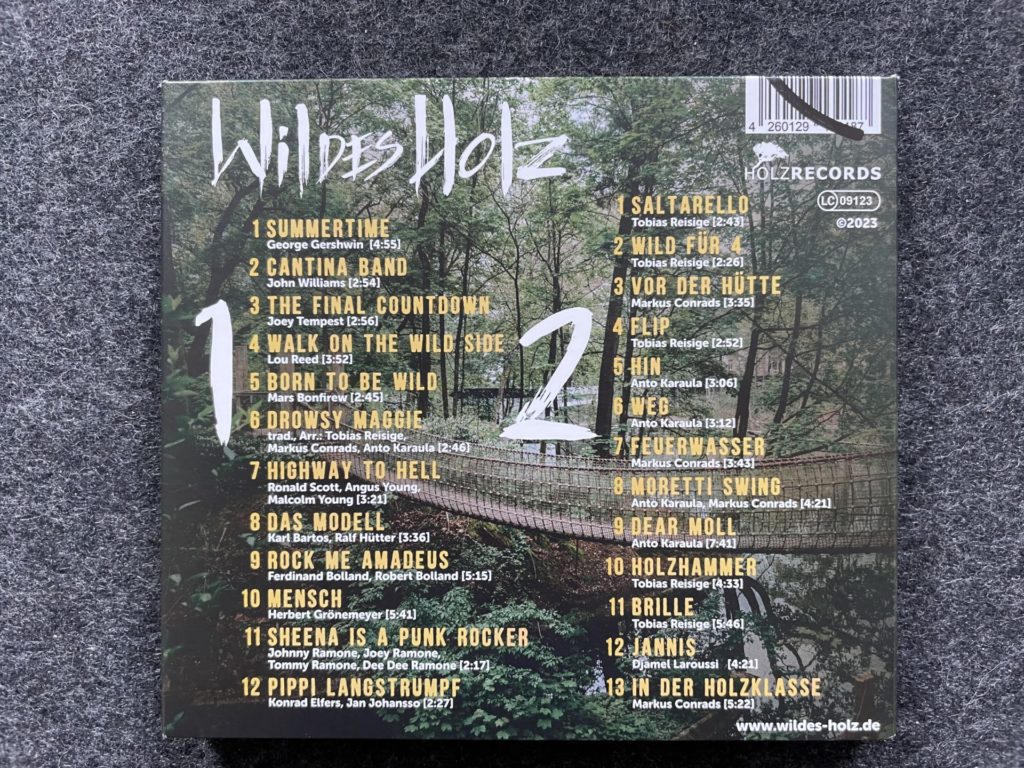 Wildes Holz
1
1 SUMMERTIME
George Gershwin [4:55]
2 CANTINA BAND
John Williams [2:54]
3 THE FINAL COUNTDOWN
Joey Tempest [2:56]
4 WALK ON THE WILD SIDE
Lou Reed [3:52]
5 BORN TO BE WILD
Mars Bonfirew [2:45]
6 DROWSY MAGGIE
trad., Arr.: Tobias Reisige,
Markus Conrads, Anto Karaula [2:46]
7 HIGHWAY TO HELL
Ronald Scott, Angus Young,
Malcolm Young [3:21]
8 DAS MODELL
Karl Bartos, Ralf Hütter [3:36]
9 ROCK ME AMADEUS
Ferdinand Bolland, Robert Bolland [5:15]
10 MENSCH
Herbert Grönemeyer [5:41]
11 SHEENA IS A PUNK ROCKER
Johnny Ramone, Joey Ramone,
Tommy Ramone, Dee Dee Ramone [2:17]
12 PIPPI LANGSTRUMPF
Konrad Elfers, Jan Johansso [2:27]
2
1 SALTARELLO
Tobias Reisige [2:43]
2 WILD FÜR 4
Tobias Reisige [2:26]
3 VOR DER HÜTTE
Markus Conrads [3:35]
4 FLIP
Tobias Reisige [2:52]
5 HIN
Anto Karaula [3:06]
6 WEG
Anto Karaula [3:12]
7 FEUERWASSER
Markus Conrads [3:43]
8 MORETTI SWING
Anto Karaula, Markus Conrads [4:21]
9 DEAR MOLL
Anto Karaula [7:41]
10 HOLZHAMMER
Tobias Reisige [4:33]
11 BRILLE
Tobias Reisige [5:46]
12 JANNIS
Djamel Laroussi [4:21]
13 IN DER HOLZKLASSE
Markus Conrads [5:22]
4 260129
HOLZRECORDS
LC 09123
©2023
www.wildes-holz.de